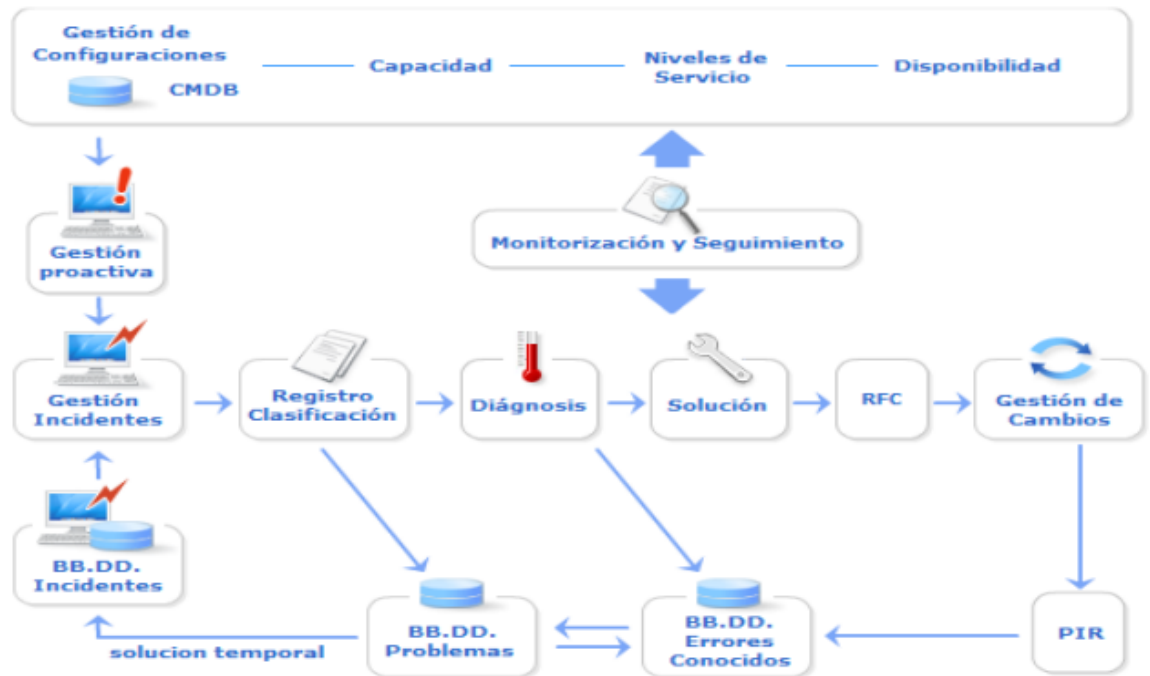 Gestión de
Configuraciones
CMDB
Capacidad
Niveles de
Servicio
Disponibilidad
Gestión
proactiva
Monitorización y Seguimiento
Gestión
Incidentes
Registro
Clasificación
Diágnosis
Solución
RFC
Gestión de
Cambios
BB.DD.
Incidentes
solucion temporal
BB.DD.
Problemas
BB.DD.
Errores
Conocidos
PIR